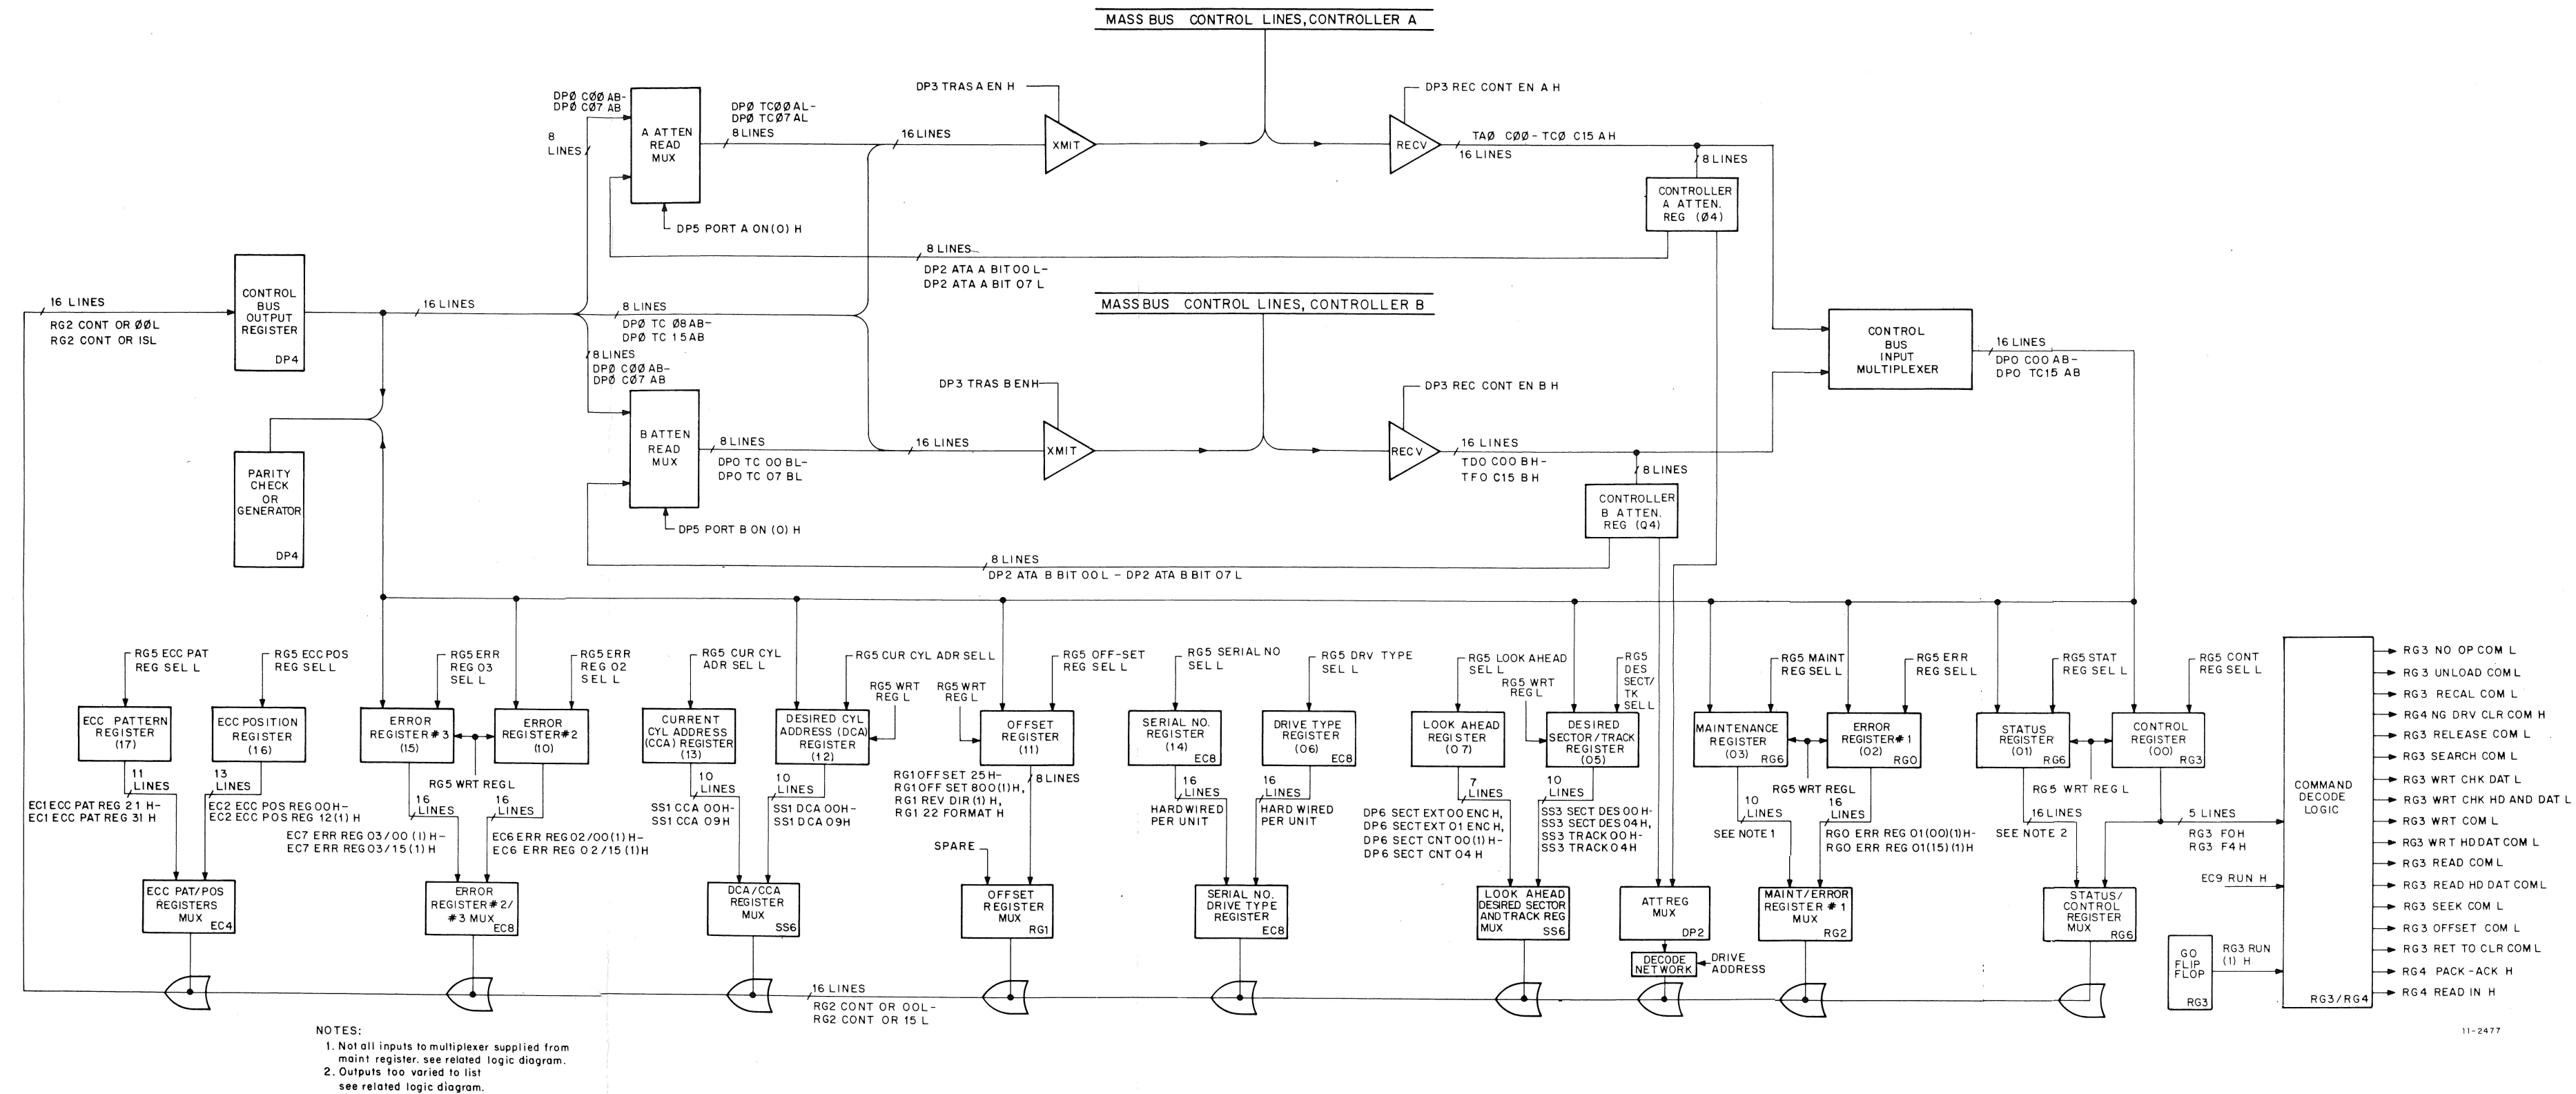 MASS BUS CONTROL LINES, CONTROLLER A
DP3 TRAS A EN H
DP3 REC CONT EN A H
DPØ CØØ AB-
DPØ CØ7 AB
8
LINES
A ATTEN
READ
MUX
DPØ TCØØ AL-
DPØ TCØ7 AL
8 LINES
16 LINES
XMIT
RECV
TAØ CØØ - TCØ C15 A H
16 LINES
8 LINES
CONTROLLER
A ATTEN.
REG (Ø4)
DP5 PORT A ON(0) H
8 LINES
DP2 ATA A BIT 00 L-
DP2 ATA A BIT 07 L
16 LINES
RG2 CONT OR ØØL
RG2 CONT OR ISL
CONTROL
BUS
OUTPUT
REGISTER
DP4
16 LINES
8 LINES
DPØ TC Ø8 AB-
DPØ TC 15 AB
MASSBUS CONTROL LINES, CONTROLLER B
CONTROL
BUS
INPUT
MULTIPLEXER
16 LINES
DPO COO AB-
DPO TC15 AB
8 LINES
DPØ CØØ AB-
DPØ CØ7 AB
DP3 TRAS B EN H
DP3 REC CONT EN B H
B ATTEN
READ
MUX
8 LINES
DPO TC 00 BL-
DPO TC 07 BL
16 LINES
XMIT
RECV
16 LINES
TDO COO B H-
TFO C15 B H
8 LINES
CONTROLLER
B ATTEN.
REG (Q4)
PARITY
CHECK
OR
GENERATOR
DP4
DP5 PORT B ON (0) H
8 LINES
DP2 ATA B BIT 00 L - DP2 ATA B BIT 07 L
RG5 ECC PAT
REG SEL L
RG5 ECC POS
REG SEL L
RG5 ERR
REG 03
SEL L
RG5 ERR
REG 02
SEL L
RG5 CUR CYL
ADR SEL L
RG5 CUR CYL ADR SEL L
RG5 WRT
REG L
RG5 WRT
REG L
RG5 OFF-SET
REG SEL L
RG5 SERIAL NO
SEL L
RG5 DRV TYPE
SEL L
RG5 LOOK AHEAD
SEL L
RG5 WRT
REG L
RG5
DES
SECT/
TK
SEL L
RG5 MAINT
REG SEL L
RG5 ERR
REG SEL L
RG5 STAT
REG SEL L
RG5 CONT
REG SEL L
ECC PATTERN
REGISTER
(17)
ECC POSITION
REGISTER
(16)
ERROR
REGISTER #3
(15)
ERROR
REGISTER #2
(10)
RG5 WRT REG L
CURRENT
CYL ADDRESS
(CCA) REGISTER
(13)
DESIRED CYL
ADDRESS (DCA)
REGISTER
(12)
OFFSET
REGISTER
(11)
SERIAL NO.
REGISTER
(14)
EC8
DRIVE TYPE
REGISTER
(06)
EC8
LOOK AHEAD
REGISTER
(07)
DESIRED
SECTOR/TRACK
REGISTER
(05)
MAINTENANCE
REGISTER
(03)
RG6
ERROR
REGISTER #1
(02)
RGO
RG5 WRT REG L
STATUS
REGISTER
(01)
RG6
CONTROL
REGISTER
(00)
RG3
RG5 WRT REG L
11
LINES
EC1 ECC PAT REG 21 H-
EC1 ECC PAT REG 31 H
13
LINES
EC2 ECC POS REG 00H-
EC2 ECC POS REG 12(1) H
16
LINES
EC7 ERR REG 03/00 (1) H-
EC7 ERR REG 03/15 (1) H
16
LINES
EC6 ERR REG 02/00(1) H-
EC6 ERR REG 02/15 (1) H
10
LINES
SS1 CCA 00H-
SS1 CCA 09H
10
LINES
SS1 DCA 00H-
SS1 DCA 09H
RG1 OFFSET 25 H-
RG1 OFF SET 800(1) H,
RG1 REV DIR (1) H,
RG1 22 FORMAT H
8 LINES
SPARE
16
LINES
HARDWIRED
PER UNIT
16
LINES
HARD WIRED
PER UNIT
7
LINES
DP6 SECT EXT 00 ENC H,
DP6 SECT EXT 01 ENC H,
DP6 SECT CNT 00(1) H-
DP6 SECT CNT 04 H
10
LINES
SS3 SECT DES 00 H-
SS3 SECT DES 04 H,
SS3 TRACK 00 H-
SS3 TRACK 04 H
10
LINES
SEE NOTE 1
16
LINES
RGO ERR REG 01(00)(1) H-
RGO ERR REG 01(15)(1) H
16 LINES
SEE NOTE 2
5 LINES
RG3 FOH
RG3 F4H
EC9 RUN H
GO
FLIP
FLOP
RG3
RG3 RUN
(1) H
COMMAND
DECODE
LOGIC
RG3/RG4
RG3 NO OP COM L
RG3 UNLOAD COM L
RG3 RECAL COM L
RG4 NG DRV CLR COM H
RG3 RELEASE COM L
RG3 SEARCH COM L
RG3 WRT CHK DAT L
RG3 WRT CHK HD AND DAT L
RG3 WRT COM L
RG3 WRT HD DAT COM L
RG3 READ COM L
RG3 READ HD DAT COM L
RG3 SEEK COM L
RG3 OFFSET COM L
RG3 RET TO CLR COM L
RG4 PACK-ACK H
RG4 READ IN H
ECC PAT/POS
REGISTERS
MUX
EC4
ERROR
REGISTER #2/
#3 MUX
EC8
DCA/CCA
REGISTER
MUX
SS6
OFFSET
REGISTER
MUX
RG1
SERIAL NO.
DRIVE TYPE
REGISTER
EC8
LOOK AHEAD
DESIRED SECTOR
AND TRACK REG
MUX
SS6
ATT REG
MUX
DP2
DECODE
NETWORK
DRIVE
ADDRESS
MAINT/ERROR
REGISTER #1
MUX
RG2
STATUS/
CONTROL
REGISTER
MUX
RG6
16 LINES
RG2 CONT OR 00L-
RG2 CONT OR 15 L
NOTES:
1. Not all inputs to multiplexer supplied from
maint register. see related logic diagram.
2. Outputs too varied to list
see related logic diagram.
11-2477